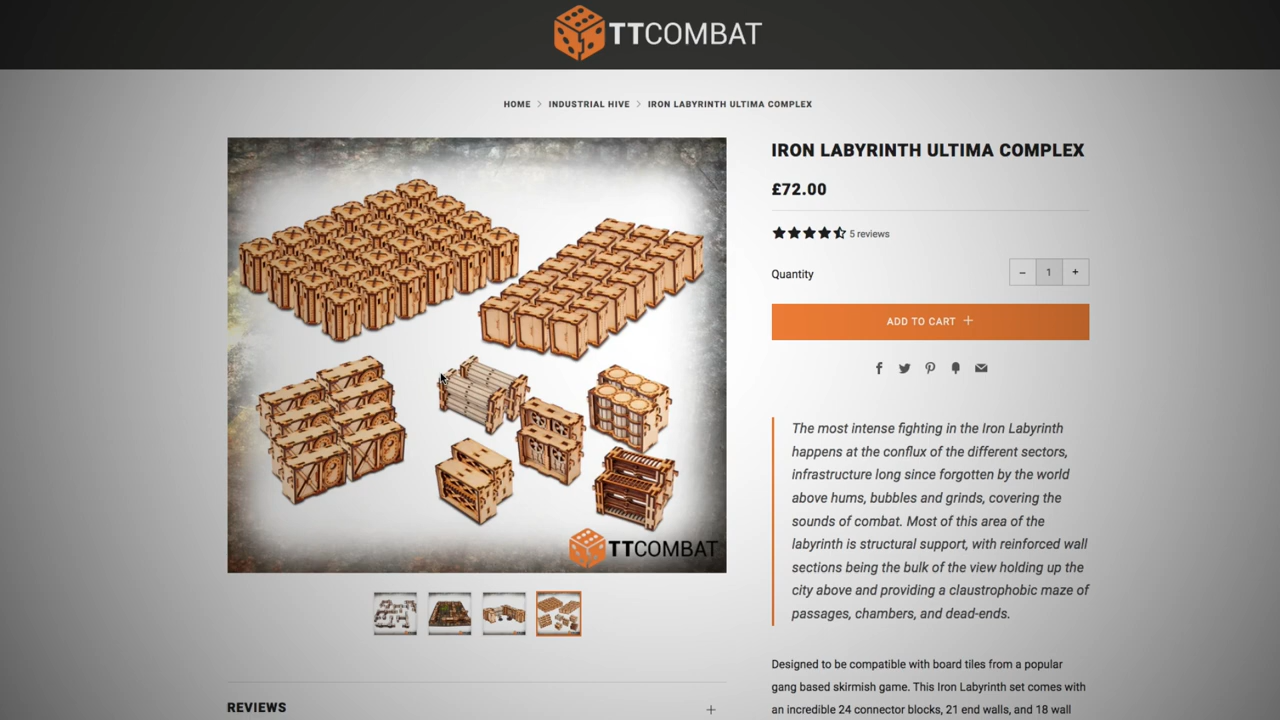 TTCOMBAT
HOME > INDUSTRIAL HIVE > IRON LABYRINTH ULTIMA COMPLEX
IRON LABYRINTH ULTIMA COMPLEX
£72.00
5 reviews
Quantity
– 1 +
ADD TO CART +
The most intense fighting in the Iron Labyrinth
happens at the conflux of the different sectors,
infrastructure long since forgotten by the world
above hums, bubbles and grinds, covering the
sounds of combat. Most of this area of the
labyrinth is structural support, with reinforced wall
sections being the bulk of the view holding up the
city above and providing a claustrophobic maze of
passages, chambers, and dead-ends.
TTCOMBAT
Designed to be compatible with board tiles from a popular
gang based skirmish game. This Iron Labyrinth set comes with
an incredible 24 connector blocks, 21 end walls, and 18 wall
REVIEWS +